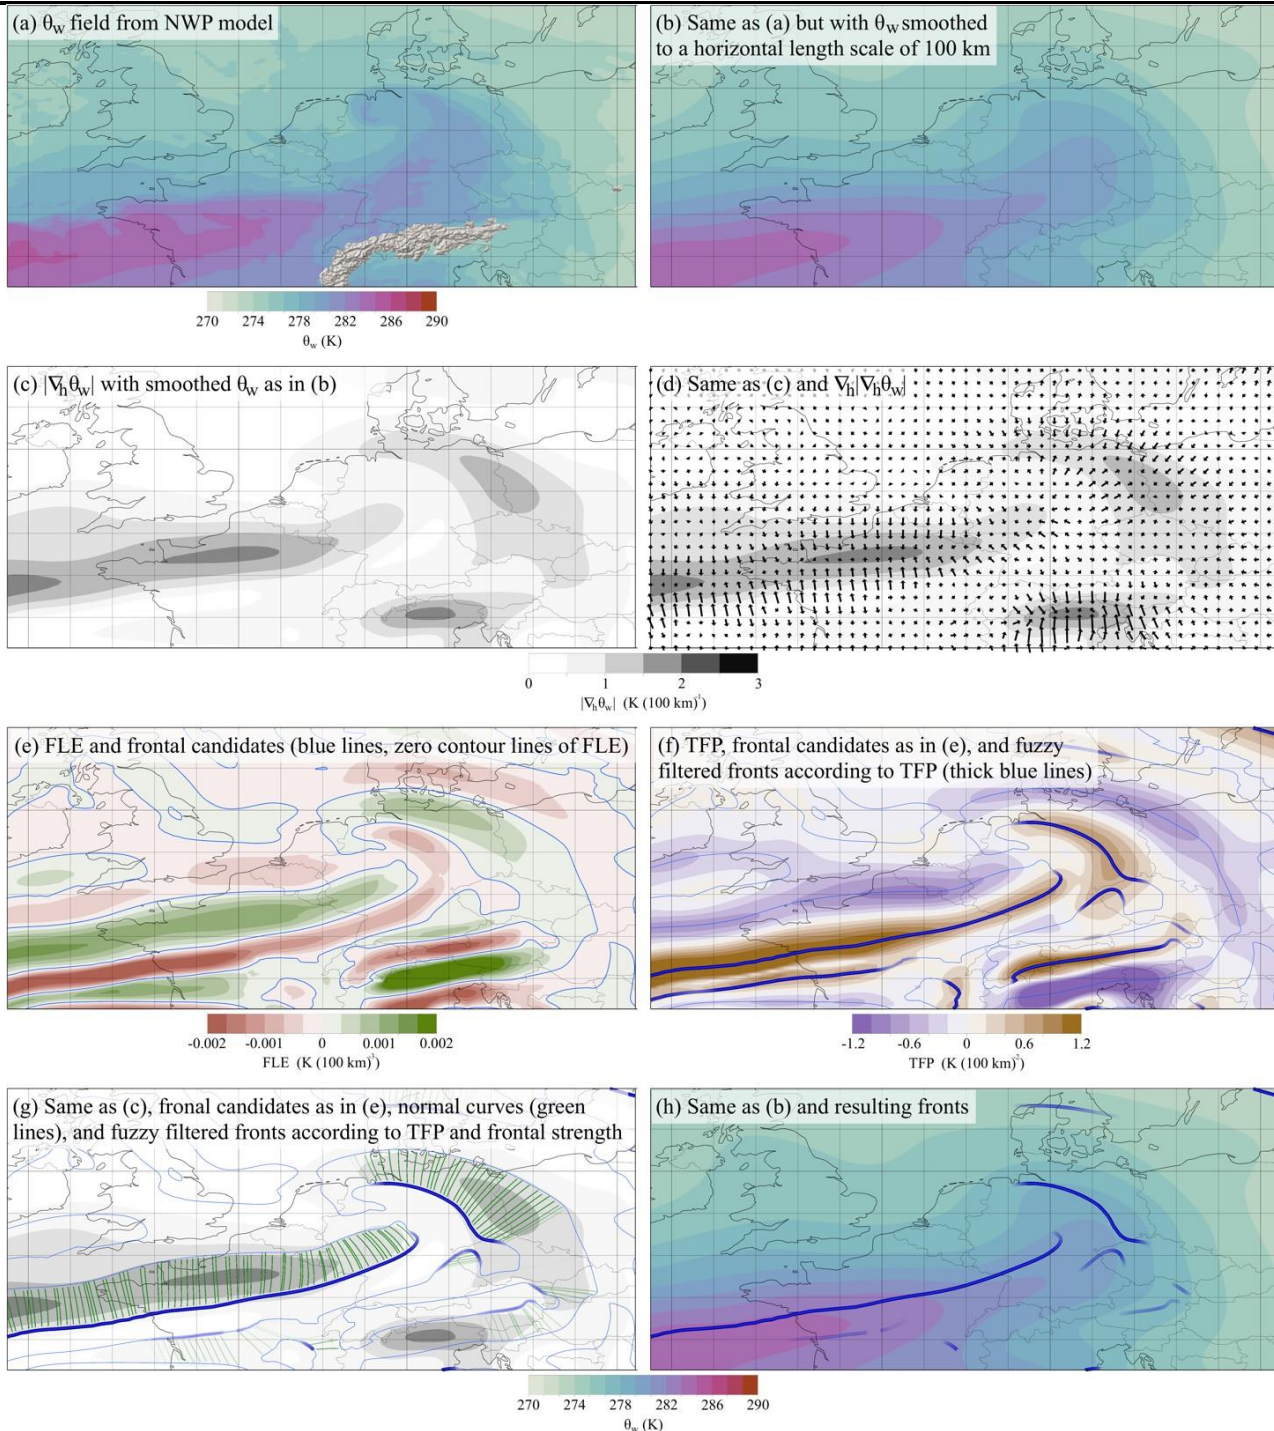 (a) θw field from NWP model
(b) Same as (a) but with θw smoothed
to a horizontal length scale of 100 km
270 274 278 282 286 290
θw (K)
(c) |∇hθw| with smoothed θw as in (b)
(d) Same as (c) and ∇h|∇hθw|
0 1 2 3
|∇hθw| (K (100 km)⁻¹)
(e) FLE and frontal candidates (blue lines, zero contour lines of FLE)
(f) TFP, frontal candidates as in (e), and fuzzy
filtered fronts according to TFP (thick blue lines)
-0.002 -0.001 0 0.001 0.002
FLE (K (100 km)⁻³)
-1.2 -0.6 0 0.6 1.2
TFP (K (100 km)⁻²)
(g) Same as (c), fronal candidates as in (e), normal curves (green
lines), and fuzzy filtered fronts according to TFP and frontal strength
(h) Same as (b) and resulting fronts
270 274 278 282 286 290
θw (K)